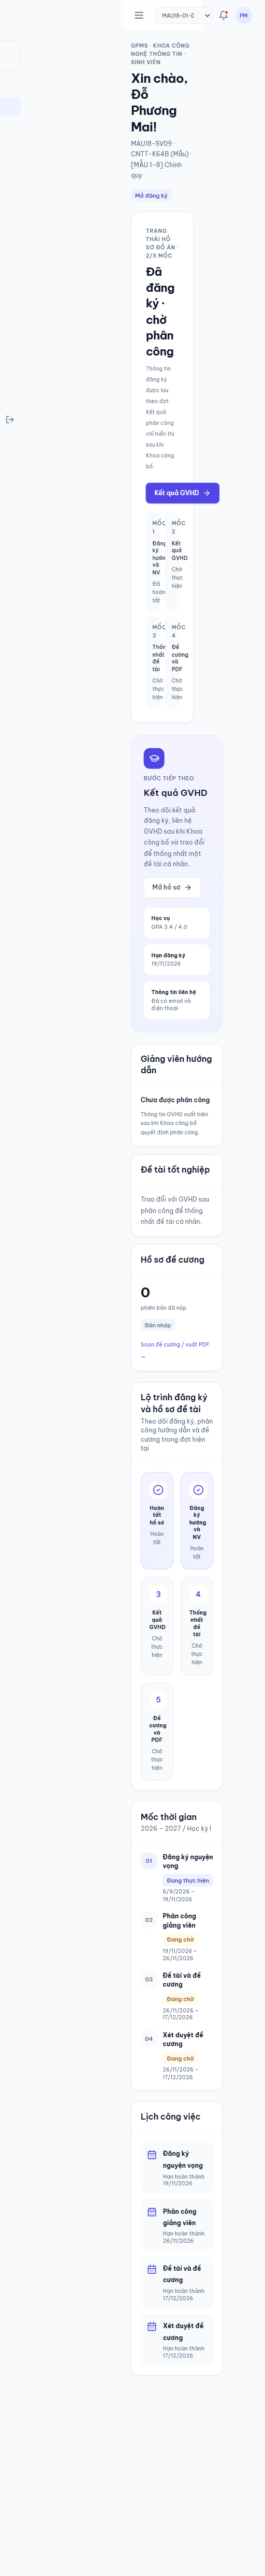 MAU18-01-D
PM
GPMS · KHOA CÔNG
NGHỆ THÔNG TIN ·
SINH VIÊN
Xin chào,
Đỗ
Phương
Mai!
MAU18-SV09 ·
CNTT-K64B (Mẫu) ·
[MẪU 1-8] Chính
quy
Mở đăng ký
TRẠNG
THÁI HỒ
SƠ ĐỒ ÁN ·
2/5 MỐC
Đã
đăng
ký ·
chờ
phân
công
Thông tin
đăng ký
được lưu
theo đợt.
Kết quả
phân công
chỉ hiển thị
sau khi
Khoa công
bố.
Kết quả GVHD
MỐC
1
Đăng
ký
hướng
và
NV
Đã
hoàn
tất
MỐC
2
Kết
quả
GVHD
Chờ
thực
hiện
MỐC
3
Thống
nhất
đề
tài
Chờ
thực
hiện
MỐC
4
Đề
cương
và
PDF
Chờ
thực
hiện
BƯỚC TIẾP THEO
Kết quả GVHD
Theo dõi kết quả
đăng ký, liên hệ
GVHD sau khi Khoa
công bố và trao đổi
để thống nhất một
đề tài cá nhân.
Mở hồ sơ
Học vụ
GPA 3.4 / 4.0
Hạn đăng ký
19/11/2026
Thông tin liên hệ
Đã có email và
điện thoại
Giảng viên hướng
dẫn
Chưa được phân công
Thông tin GVHD xuất hiện
sau khi Khoa công bố
quyết định phân công.
Đề tài tốt nghiệp
Trao đổi với GVHD sau
phân công để thống
nhất đề tài cá nhân.
Hồ sơ đề cương
0
phiên bản đã nộp
Bản nháp
Soạn đề cương / xuất PDF
→
Lộ trình đăng ký
và hồ sơ đề tài
Theo dõi đăng ký, phân
công hướng dẫn và đề
cương trong đợt hiện
tại
Hoàn
tất
hồ sơ
Hoàn
tất
Đăng
ký
hướng
và
NV
Hoàn
tất
3
Kết
quả
GVHD
Chờ
thực
hiện
4
Thống
nhất
đề
tài
Chờ
thực
hiện
5
Đề
cương
và
PDF
Chờ
thực
hiện
Mốc thời gian
2026 – 2027 / Học kỳ I
01
Đăng ký nguyện
vọng
Đang thực hiện
6/9/2026 –
19/11/2026
02
Phân công
giảng viên
Đang chờ
19/11/2026 –
26/11/2026
03
Đề tài và đề
cương
Đang chờ
26/11/2026 –
17/12/2026
04
Xét duyệt đề
cương
Đang chờ
26/11/2026 –
17/12/2026
Lịch công việc
Đăng ký
nguyện vọng
Hạn hoàn thành
19/11/2026
Phân công
giảng viên
Hạn hoàn thành
26/11/2026
Đề tài và đề
cương
Hạn hoàn thành
17/12/2026
Xét duyệt đề
cương
Hạn hoàn thành
17/12/2026